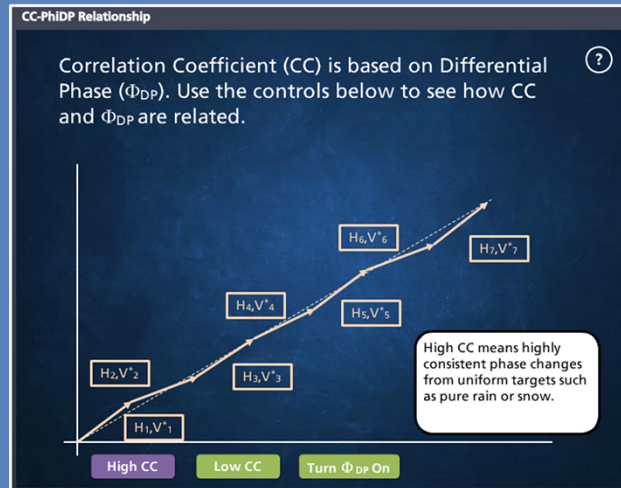 CC-PhiDP Relationship
?
Correlation Coefficient (CC) is based on Differential
Phase (ΦDP). Use the controls below to see how CC
and ΦDP are related.
H6,V*6
H7,V*7
H4,V*4
H5,V*5
H2,V*2
H3,V*3
H1,V*1
High CC means highly
consistent phase changes
from uniform targets such
as pure rain or snow.
High CC
Low CC
Turn Φ DP On